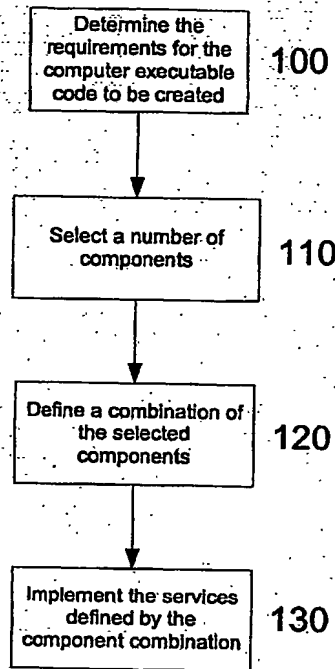 Determine the
requirements for the
computer executable
code to be created
100
Select a number of
components
110
Define a combination of
the selected
components
120
Implement the services
defined by the
component combination
130